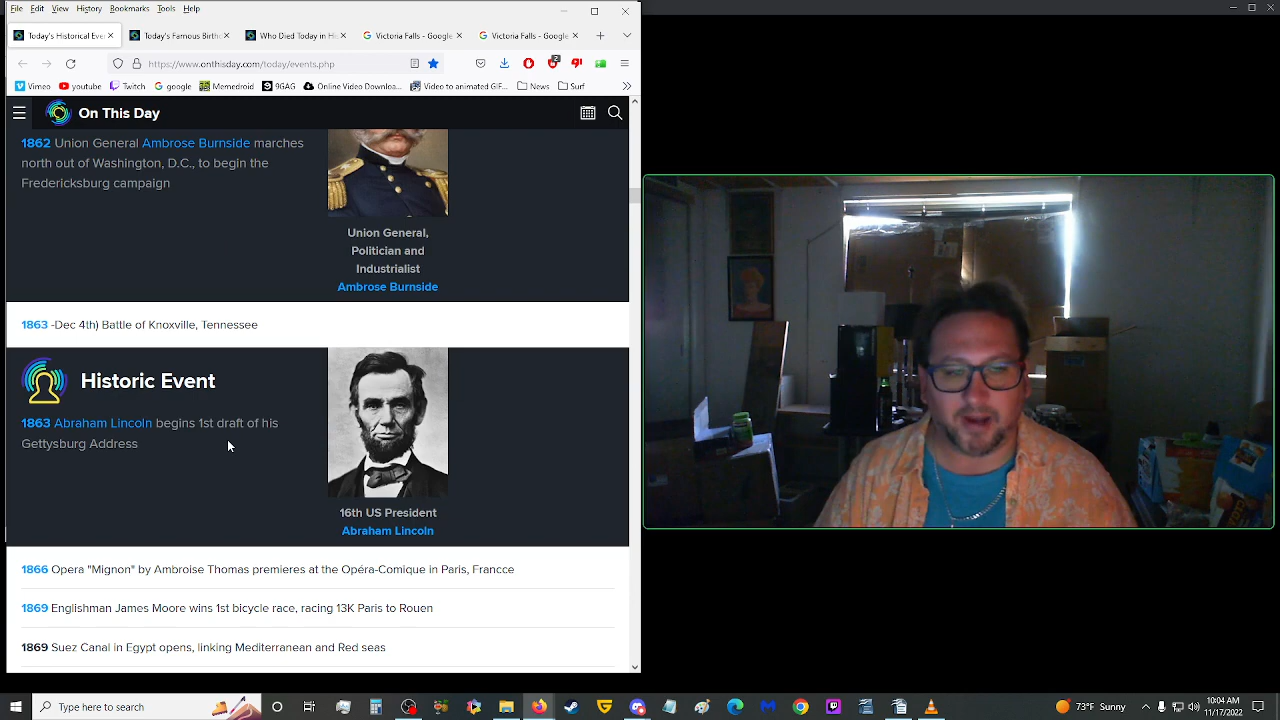 File Edit View History Bookmarks Tools Help
Today's Historical Eve
Today's Famous Birth
Who Died Today in His
Victoria Falls - Google
Victoria Falls - Google
https://www.onthisday.com/today/events.php
2
Vimeo youtube Twitch google Memedroid 9GAG Online Video Downloa... Video to animated GIF... News Surf
On This Day
1862 Union General Ambrose Burnside marches
north out of Washington, D.C., to begin the
Fredericksburg campaign
Union General,
Politician and
Industrialist
Ambrose Burnside
1863 -Dec 4th) Battle of Knoxville, Tennessee
Historic Event
1863 Abraham Lincoln begins 1st draft of his
Gettysburg Address
16th US President
Abraham Lincoln
1866 Opera "Mignon" by Ambroise Thomas premieres at the Opéra-Comique in Paris, Francce
1869 Englishman James Moore wins 1st bicycle race, racing 13K Paris to Rouen
1869 Suez Canal in Egypt opens, linking Mediterranean and Red seas
Type here to search
73°F Sunny
10:04 AM
11/17/2022